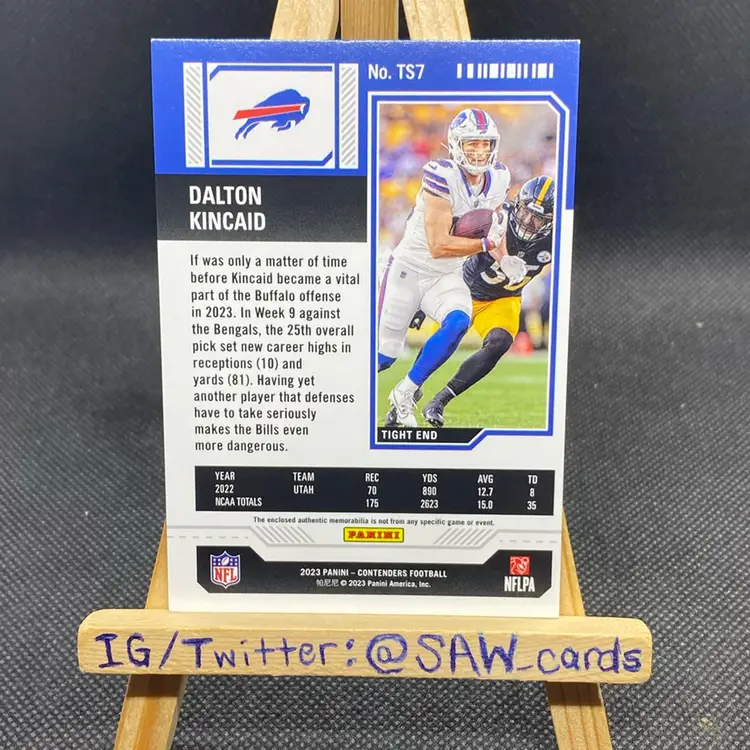 No. TS7
DALTON
KINCAID
If was only a matter of time
before Kincaid became a vital
part of the Buffalo offense
in 2023. In Week 9 against
the Bengals, the 25th overall
pick set new career highs in
receptions (10) and
yards (81). Having yet
another player that defenses
have to take seriously
makes the Bills even
more dangerous.
TIGHT END
YEAR TEAM REC YDS AVG TD
2022 UTAH 70 890 12.7 8
NCAA TOTALS 175 2623 15.0 35
The enclosed authentic memorabilia is not from any specific game or event.
PANINI
NFL
2023 PANINI – CONTENDERS FOOTBALL
帕尼尼 © 2023 Panini America, Inc.
NFLPA
IG/Twitter:@SAW_cards